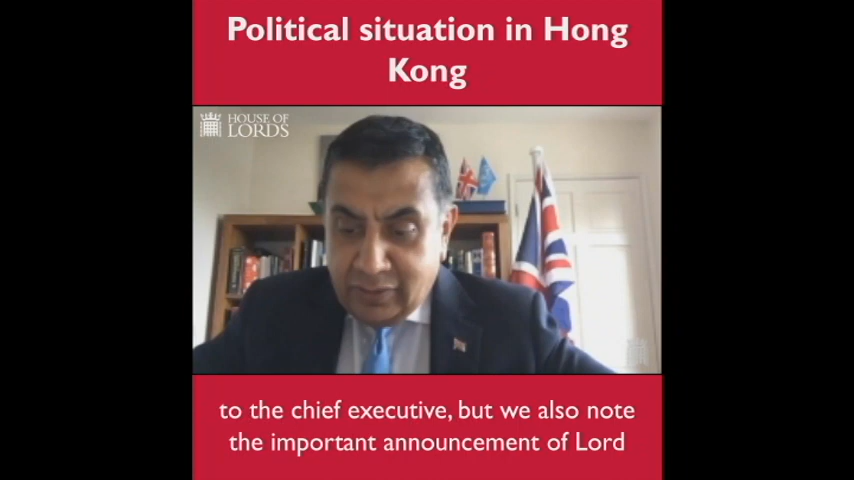 Political situation in Hong
Kong
HOUSE OF
LORDS
to the chief executive, but we also note
the important announcement of Lord